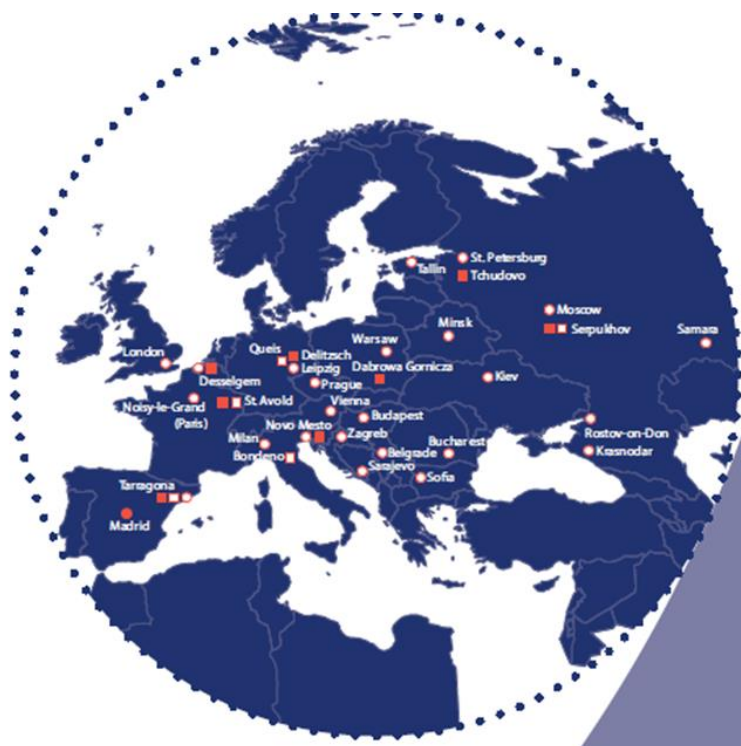 St. Petersburg
Tallin
Tchudovo
Moscow
Serpukhov
Samara
Minsk
Warsaw
London
Queis
Delitzsch
Leipzig
Dabrowa Gornicza
Kiev
Desselgem
Prague
Noisy-le-Grand
(Paris)
St. Avold
Vienna
Budapest
Novo Mesto
Zagreb
Milan
Bondeno
Belgrade
Bucharest
Rostov-on-Don
Krasnodar
Sarajevo
Sofia
Tarragona
Madrid